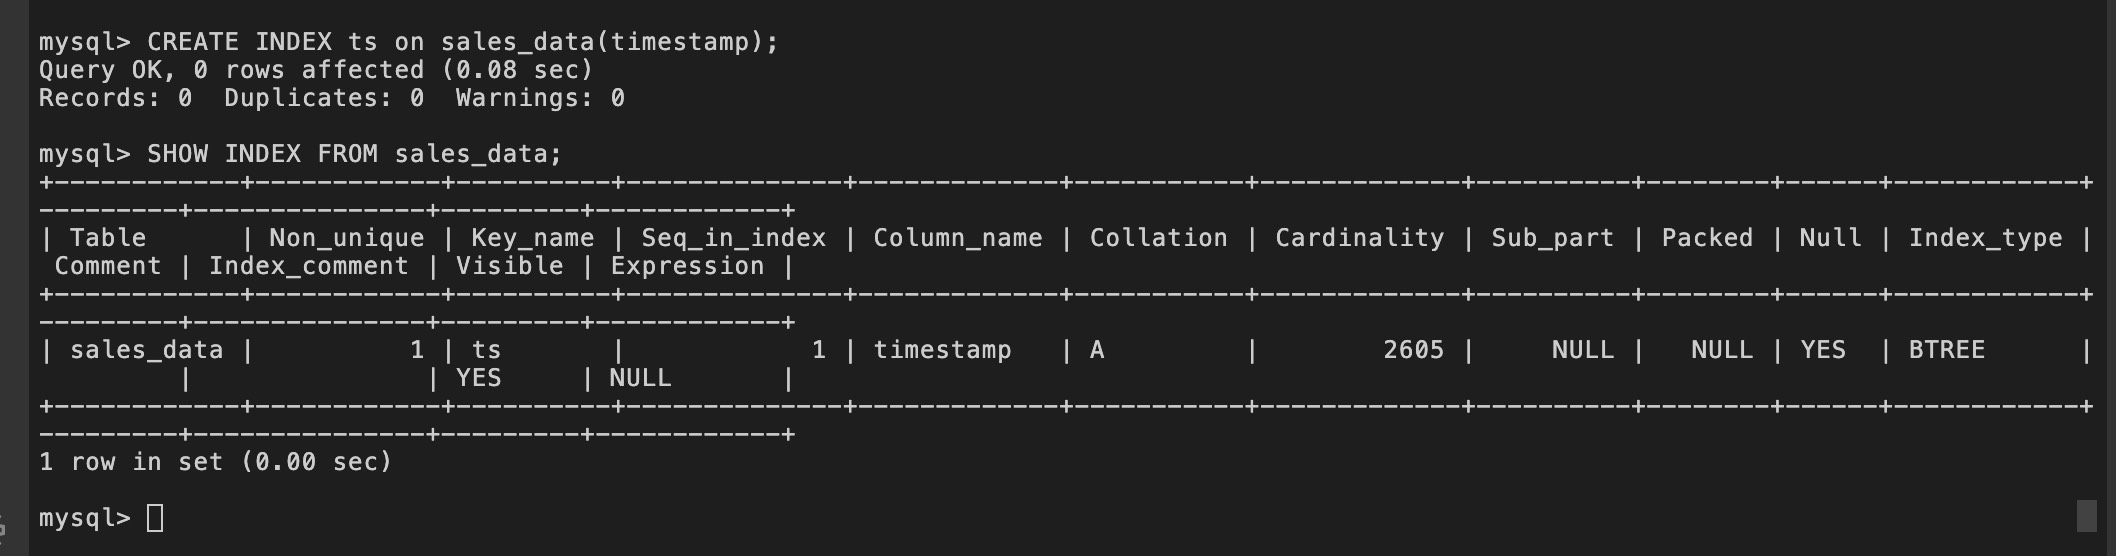 mysql> CREATE INDEX ts on sales_data(timestamp);
Query OK, 0 rows affected (0.08 sec)
Records: 0  Duplicates: 0  Warnings: 0

mysql> SHOW INDEX FROM sales_data;
+------------+------------+----------+--------------+-------------+-----------+-------------+----------+--------+------+------------+
---------+---------------+---------+------------+
| Table      | Non_unique | Key_name | Seq_in_index | Column_name | Collation | Cardinality | Sub_part | Packed | Null | Index_type |
 Comment | Index_comment | Visible | Expression |
+------------+------------+----------+--------------+-------------+-----------+-------------+----------+--------+------+------------+
---------+---------------+---------+------------+
| sales_data |          1 | ts       |            1 | timestamp   | A         |        2605 |     NULL |   NULL | YES  | BTREE      |
         |               | YES     | NULL       |
+------------+------------+----------+--------------+-------------+-----------+-------------+----------+--------+------+------------+
---------+---------------+---------+------------+
1 row in set (0.00 sec)

mysql>